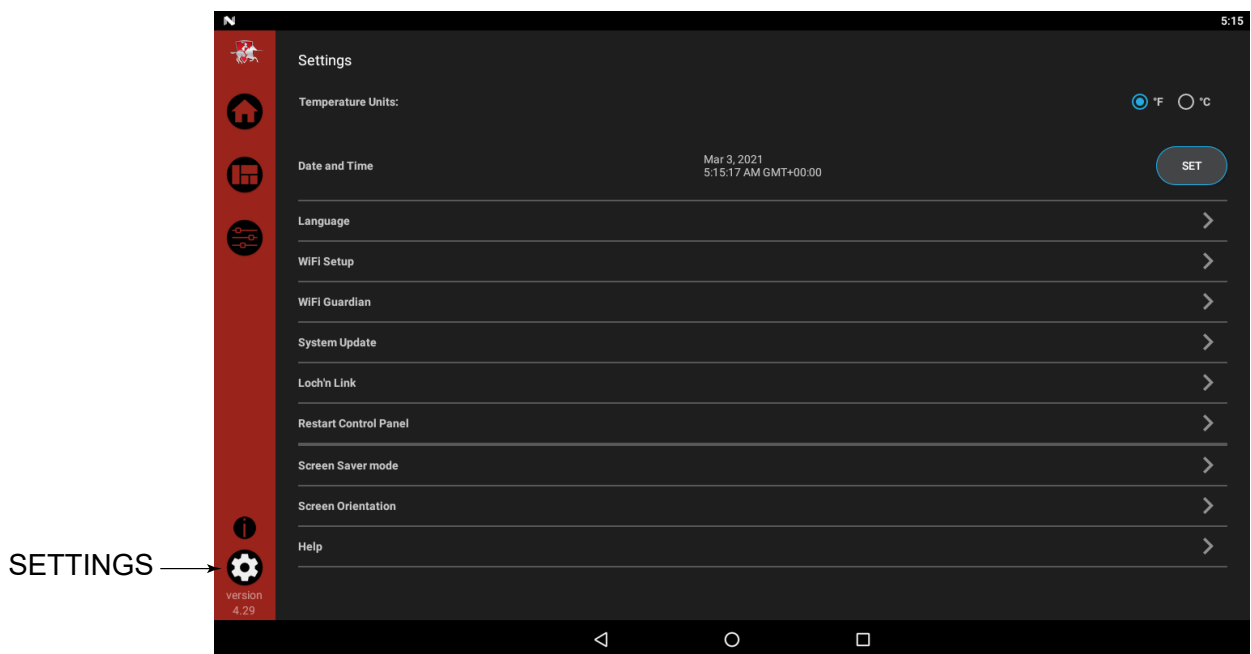 5:15
Settings
Temperature Units: °F °C
Date and Time Mar 3, 2021 SET
5:15:17 AM GMT+00:00
Language
WiFi Setup
WiFi Guardian
System Update
Loch'n Link
Restart Control Panel
Screen Saver mode
Screen Orientation
Help
SETTINGS
version
4.29